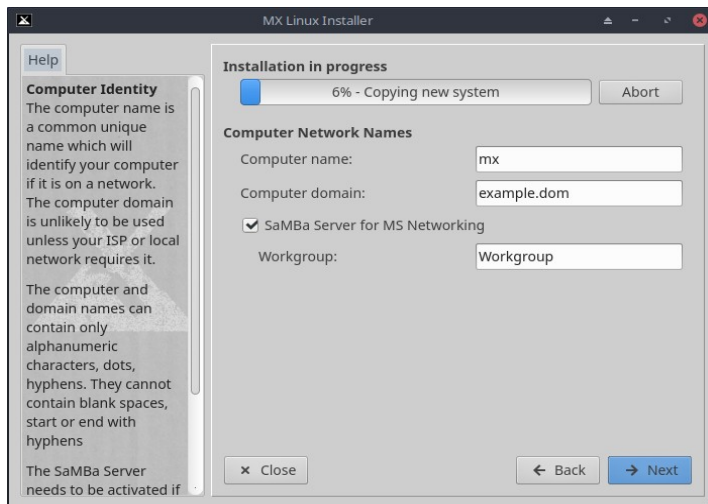 MX Linux Installer
Help
Computer Identity
The computer name is
a common unique
name which will
identify your computer
if it is on a network.
The computer domain
is unlikely to be used
unless your ISP or local
network requires it.
The computer and
domain names can
contain only
alphanumeric
characters, dots,
hyphens. They cannot
contain blank spaces,
start or end with
hyphens
The SaMBa Server
needs to be activated if
Installation in progress
6% - Copying new system
Abort
Computer Network Names
Computer name:
mx
Computer domain:
example.dom
SaMBa Server for MS Networking
Workgroup:
Workgroup
Close
Back
Next